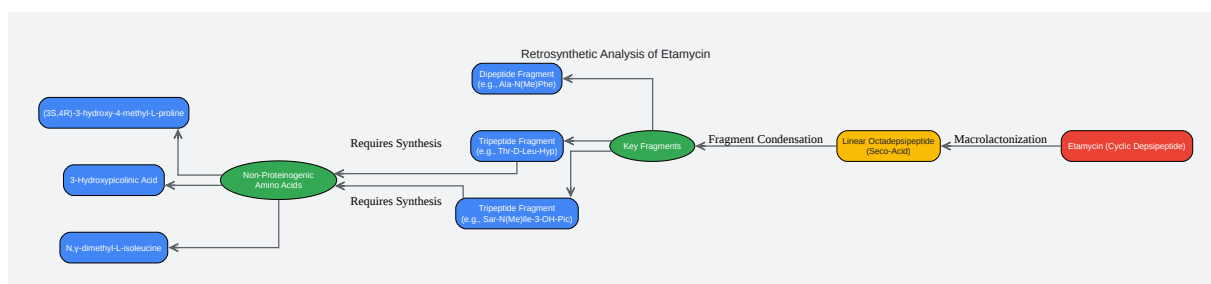 Retrosynthetic Analysis of Etamycin
Dipeptide Fragment
(e.g., Ala-N(Me)Phe)
(3S,4R)-3-hydroxy-4-methyl-L-proline
Requires Synthesis
Tripeptide Fragment
(e.g., Thr-D-Leu-Hyp)
Key Fragments
Fragment Condensation
Linear Octadepsipeptide
(Seco-Acid)
Macrolactonization
Etamycin (Cyclic Depsipeptide)
3-Hydroxypicolinic Acid
Non-Proteinogenic
Amino Acids
Requires Synthesis
Tripeptide Fragment
(e.g., Sar-N(Me)Ile-3-OH-Pic)
N,γ-dimethyl-L-isoleucine